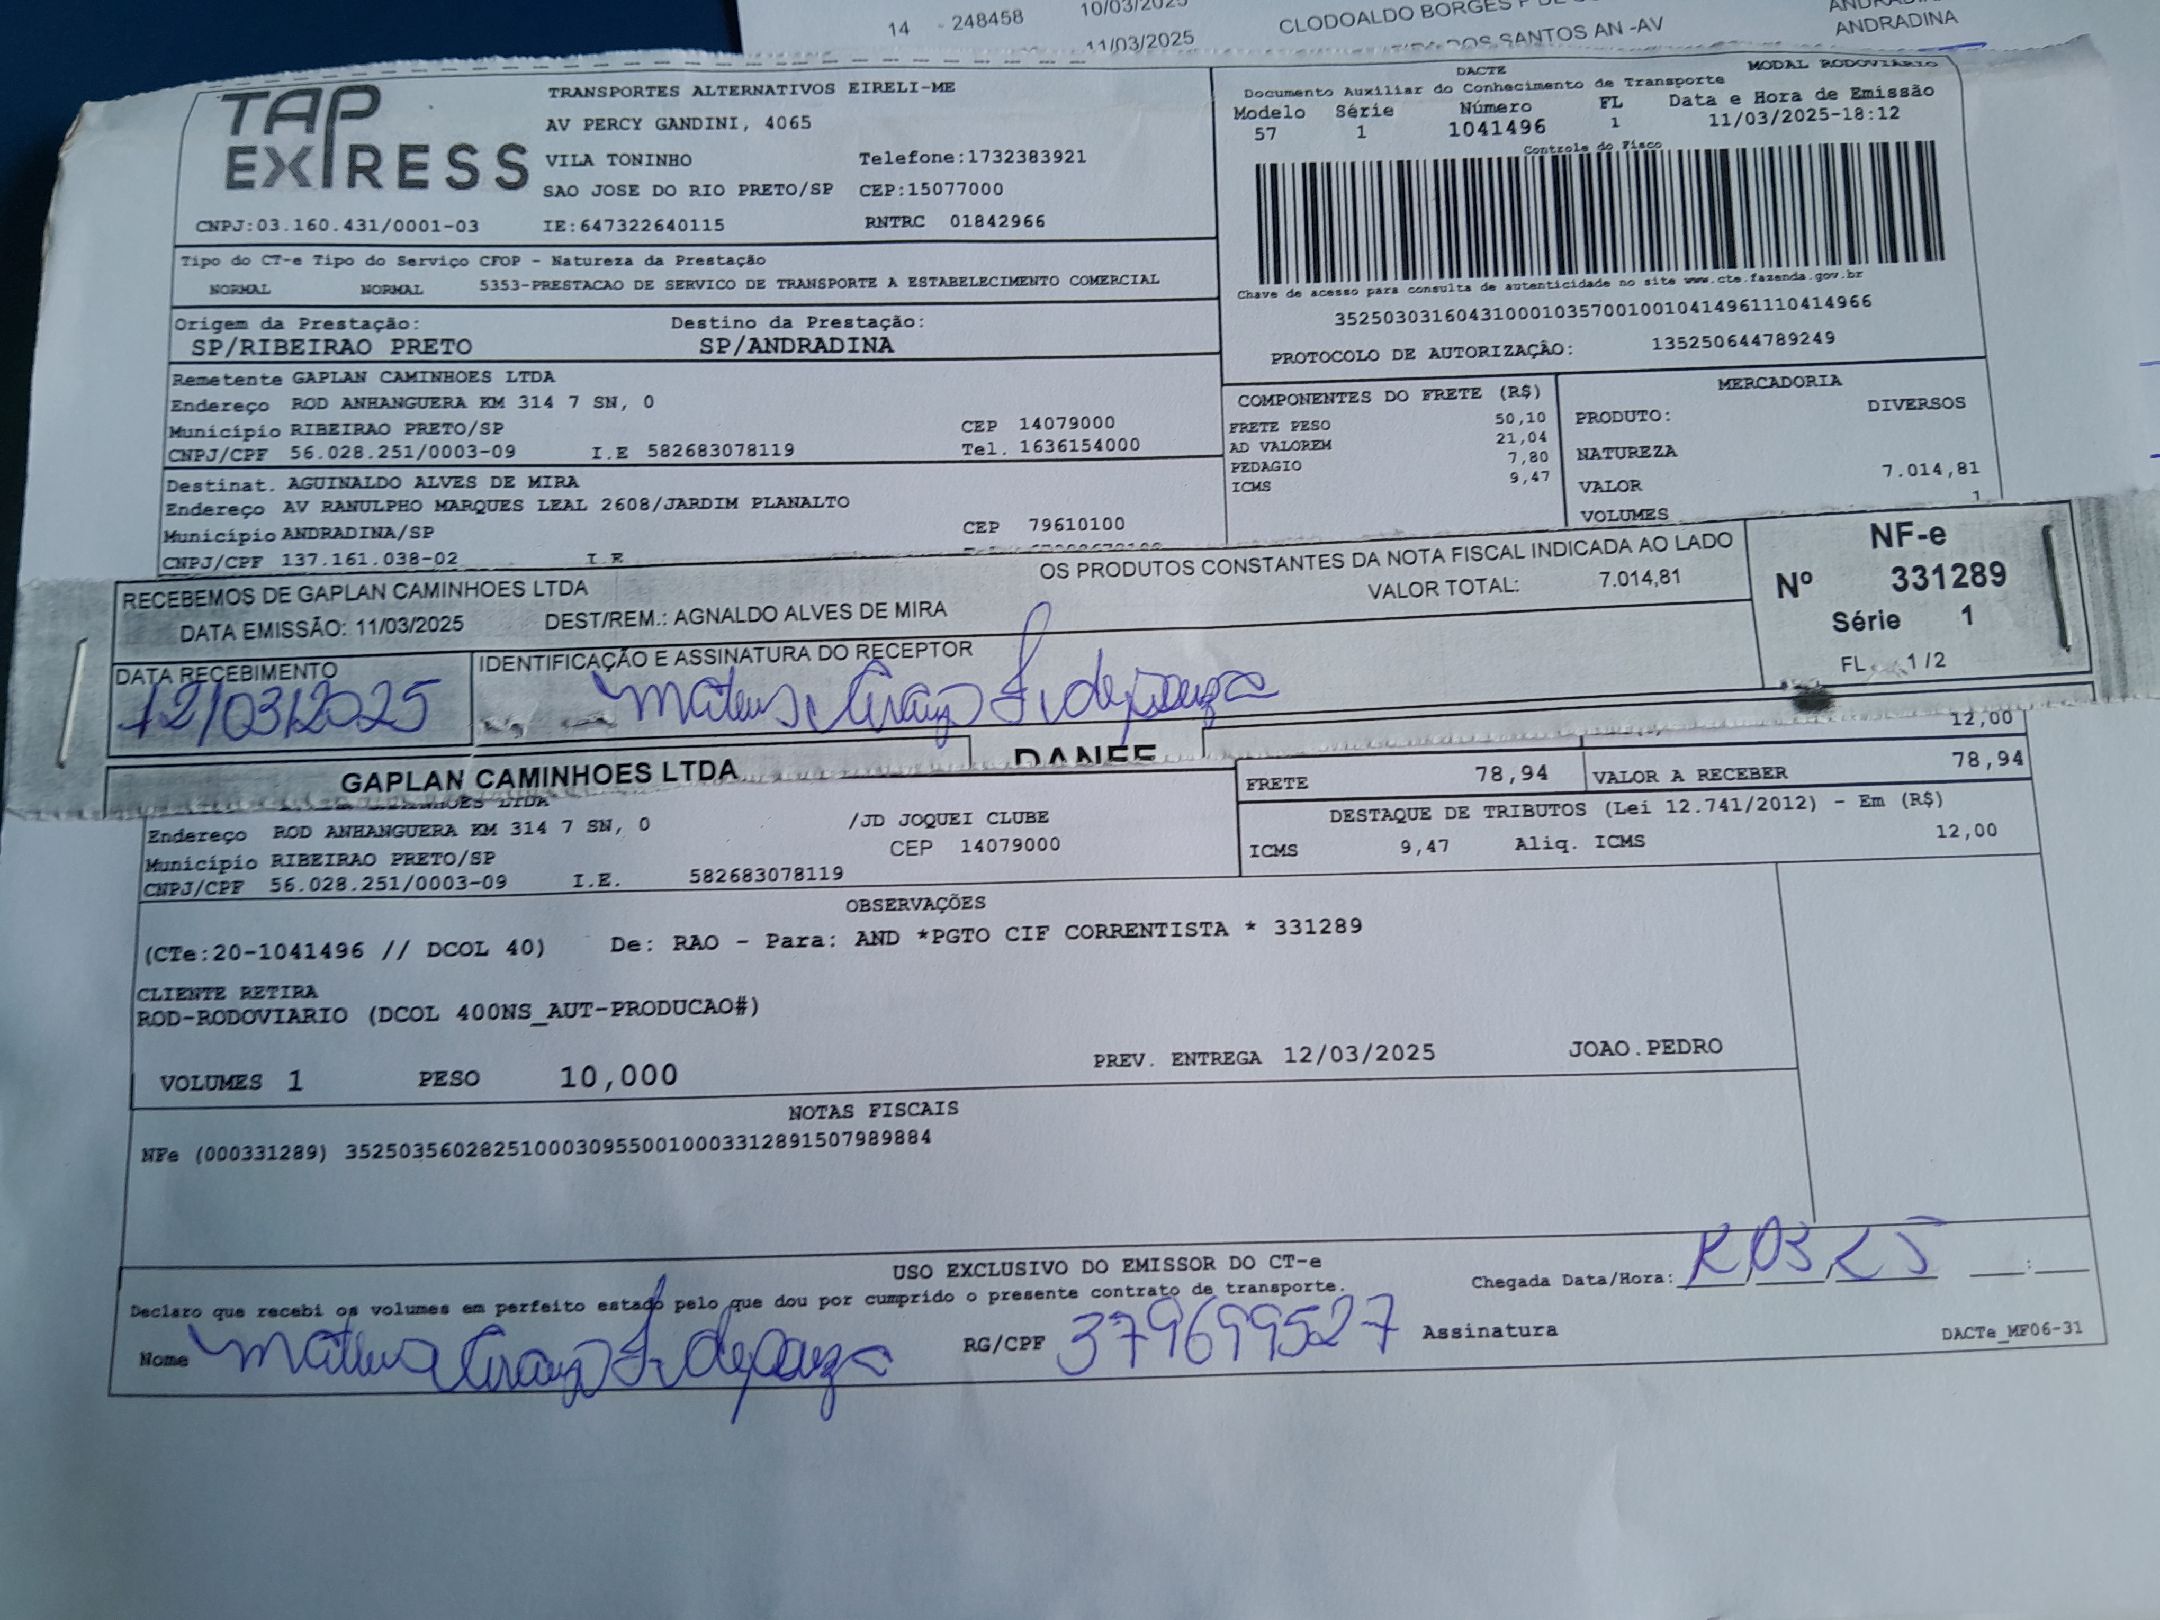 14 - 248458 10/03/2025 CLODOALDO BORGES ANDRADINA
11/03/2025 DOS SANTOS AN -AV ANDRADINA
TAP EXPRESS
TRANSPORTES ALTERNATIVOS EIRELI-ME
AV PERCY GANDINI, 4065
VILA TONINHO Telefone:1732383921
SAO JOSE DO RIO PRETO/SP CEP:15077000
CNPJ:03.160.431/0001-03 IE:647322640115 RNTRC 01842966
DACTE MODAL RODOVIÁRIO
Documento Auxiliar do Conhecimento de Transporte
Modelo Série Número FL Data e Hora de Emissão
57 1 1041496 1 11/03/2025-18:12
Controle do Fisco
Chave de acesso para consulta de autenticidade no site www.cte.fazenda.gov.br
35250303160431000103570010010414961110414966
PROTOCOLO DE AUTORIZAÇÃO: 135250644789249
Tipo do CT-e Tipo do Serviço CFOP - Natureza da Prestação
NORMAL NORMAL 5353-PRESTACAO DE SERVICO DE TRANSPORTE A ESTABELECIMENTO COMERCIAL
Origem da Prestação: Destino da Prestação:
SP/RIBEIRAO PRETO SP/ANDRADINA
Remetente GAPLAN CAMINHOES LTDA
Endereço ROD ANHANGUERA KM 314 7 SN, 0
Município RIBEIRAO PRETO/SP CEP 14079000
CNPJ/CPF 56.028.251/0003-09 I.E 582683078119 Tel. 1636154000
Destinat. AGUINALDO ALVES DE MIRA
Endereço AV RANULPHO MARQUES LEAL 2608/JARDIM PLANALTO
Município ANDRADINA/SP CEP 79610100
CNPJ/CPF 137.161.038-02 I.E
COMPONENTES DO FRETE (R$)
FRETE PESO 50,10
AD VALOREM 21,04
PEDAGIO 7,80
ICMS 9,47
MERCADORIA
PRODUTO: DIVERSOS
NATUREZA
VALOR 7.014,81
VOLUMES 1
RECEBEMOS DE GAPLAN CAMINHOES LTDA OS PRODUTOS CONSTANTES DA NOTA FISCAL INDICADA AO LADO
DATA EMISSÃO: 11/03/2025 DEST/REM.: AGNALDO ALVES DE MIRA VALOR TOTAL: 7.014,81
NF-e
Nº 331289
Série 1
FL 1/2
DATA RECEBIMENTO IDENTIFICAÇÃO E ASSINATURA DO RECEPTOR
12/03/2025 Mateus
DANFE
12,00
GAPLAN CAMINHOES LTDA
FRETE 78,94 VALOR A RECEBER 78,94
DESTAQUE DE TRIBUTOS (Lei 12.741/2012) - Em (R$)
ICMS 9,47 Aliq. ICMS 12,00
Endereço ROD ANHANGUERA KM 314 7 SN, 0 /JD JOQUEI CLUBE
Município RIBEIRAO PRETO/SP CEP 14079000
CNPJ/CPF 56.028.251/0003-09 I.E. 582683078119
OBSERVAÇÕES
(CTe:20-1041496 // DCOL 40) De: RAO - Para: AND *PGTO CIF CORRENTISTA * 331289
CLIENTE RETIRA
ROD-RODOVIARIO (DCOL 400NS_AUT-PRODUCAO#)
VOLUMES 1 PESO 10,000 PREV. ENTREGA 12/03/2025 JOAO.PEDRO
NOTAS FISCAIS
NFe (000331289) 35250356028251000309550010003312891507989884
USO EXCLUSIVO DO EMISSOR DO CT-e
Declaro que recebi os volumes em perfeito estado pelo que dou por cumprido o presente contrato de transporte. Chegada Data/Hora: 12/03/25 __:__
Nome Mateus RG/CPF 379699527 Assinatura
DACTe_MF06-31